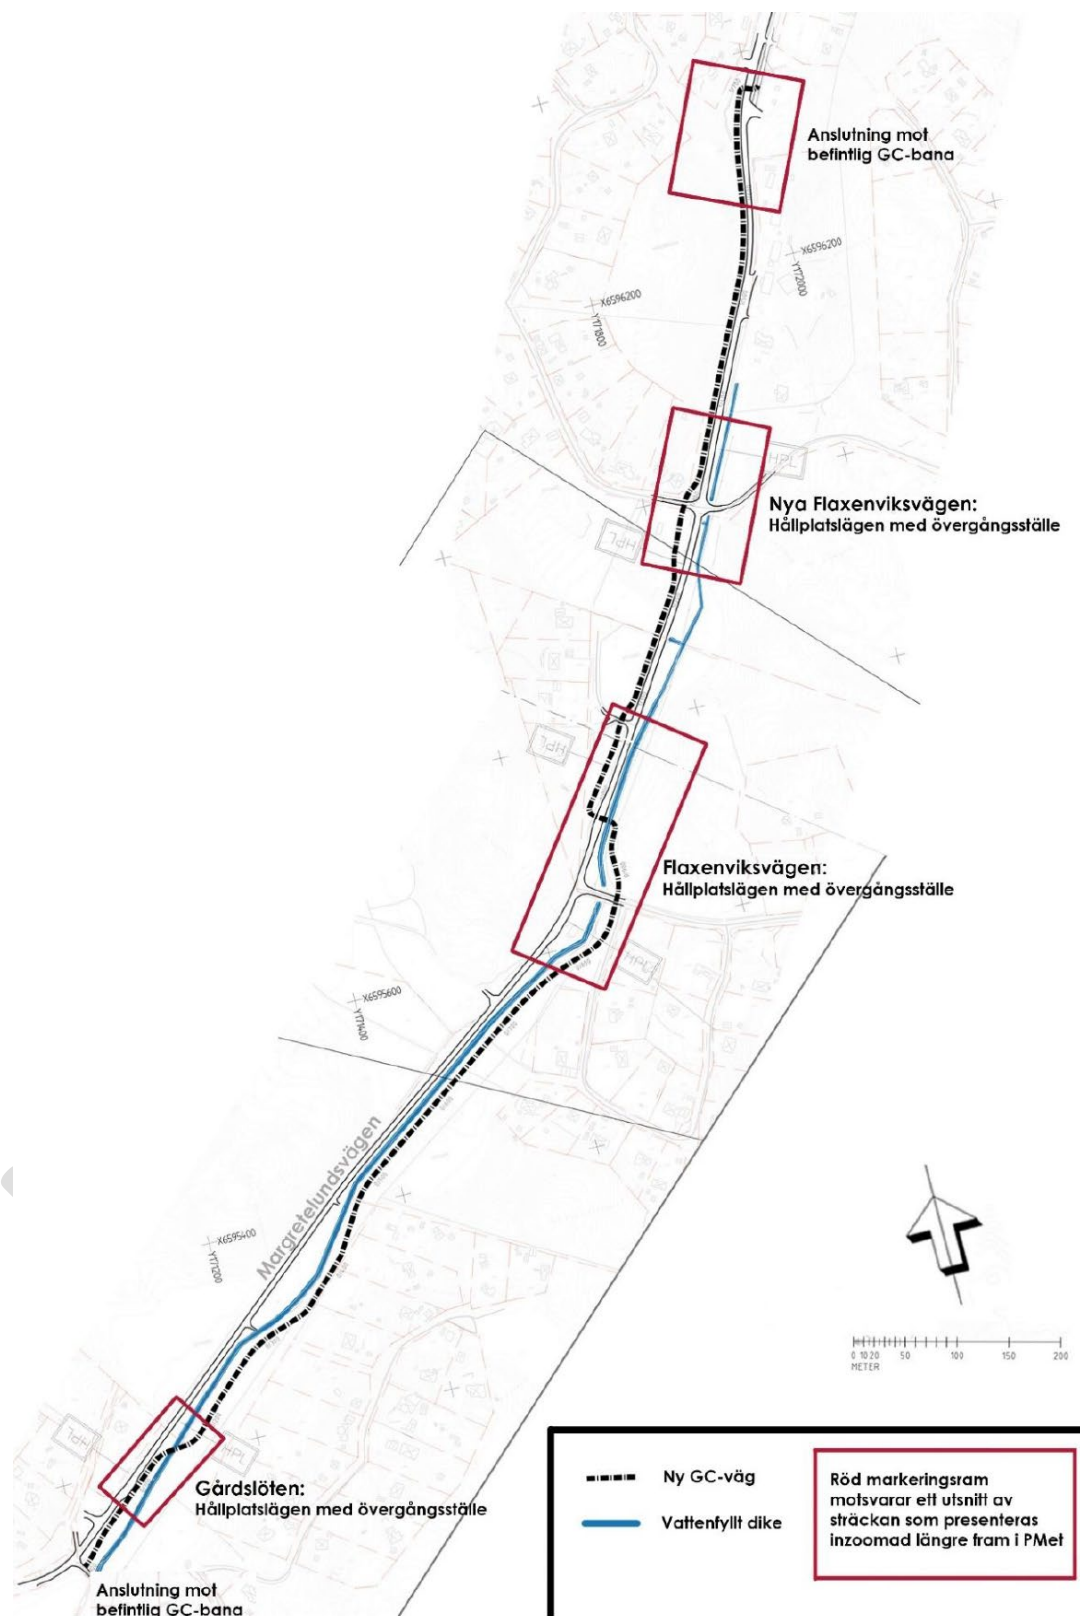 Anslutning mot
befintlig GC-bana
X6596200
Y172000
X6596200
Y171800
HPL
Nya Flaxenviksvägen:
Hållplatslägen med övergångsställe
HPL
HPL
Flaxenviksvägen:
Hållplatslägen med övergångsställe
HPL
X6595600
Y171400
Margretelundsvägen
X6595400
Y171200
0 10 20 50 100 150 200
METER
HPL
HPL
Gårdslöten:
Hållplatslägen med övergångsställe
Anslutning mot
befintlig GC-bana
Ny GC-väg
Vattenfyllt dike
Röd markeringsram
motsvarar ett utsnitt av
sträckan som presenteras
inzoomad längre fram i PMet